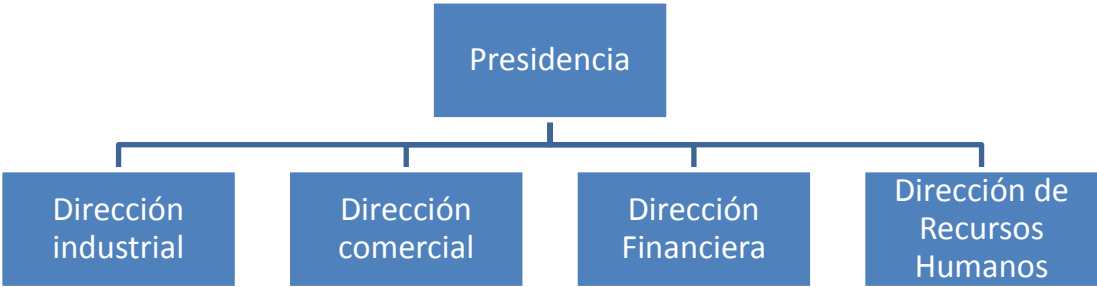 Presidencia
Dirección
industrial
Dirección
comercial
Dirección
Financiera
Dirección de
Recursos
Humanos